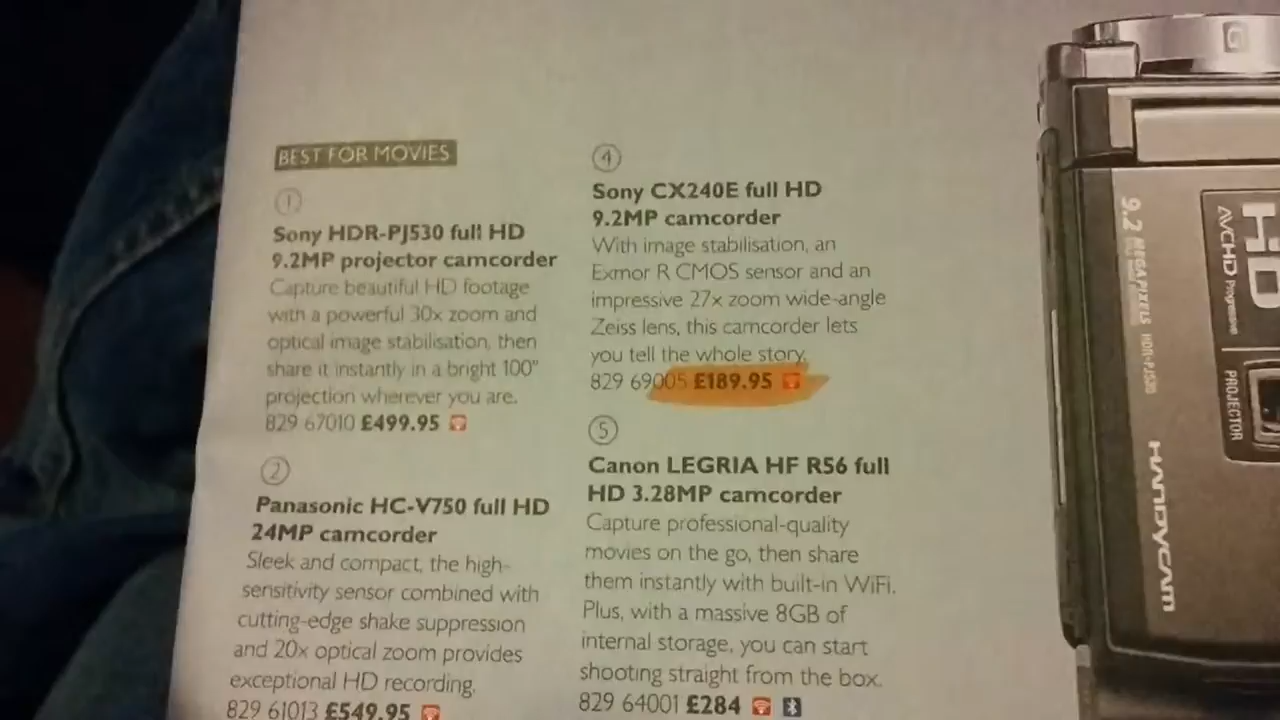 BEST FOR MOVIES
1
Sony HDR-PJ530 full HD
9.2MP projector camcorder
Capture beautiful HD footage
with a powerful 30x zoom and
optical image stabilisation, then
share it instantly in a bright 100"
projection wherever you are.
829 67010 £499.95
2
Panasonic HC-V750 full HD
24MP camcorder
Sleek and compact, the high-
sensitivity sensor combined with
cutting-edge shake suppression
and 20x optical zoom provides
exceptional HD recording.
829 61013 £549.95
4
Sony CX240E full HD
9.2MP camcorder
With image stabilisation, an
Exmor R CMOS sensor and an
impressive 27x zoom wide-angle
Zeiss lens, this camcorder lets
you tell the whole story.
829 69005 £189.95
5
Canon LEGRIA HF R56 full
HD 3.28MP camcorder
Capture professional-quality
movies on the go, then share
them instantly with built-in WiFi.
Plus, with a massive 8GB of
internal storage, you can start
shooting straight from the box.
829 64001 £284
G
9.2 MEGA PIXELS HDR-PJ530
HD
AVCHD Progressive
PROJECTOR
HANDYCAM